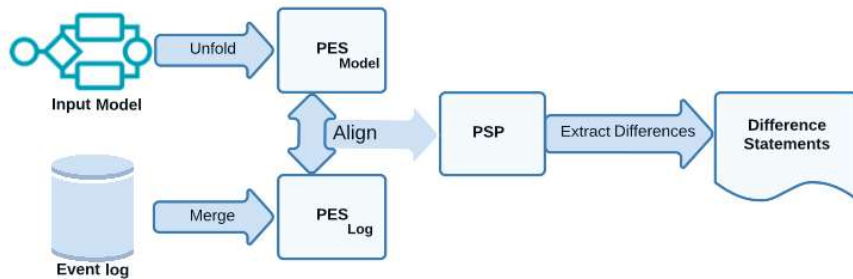 Unfold
PES
Model
Input Model
Align
PSP
Extract Differences
Difference
Statements
Merge
PES
Log
Event log